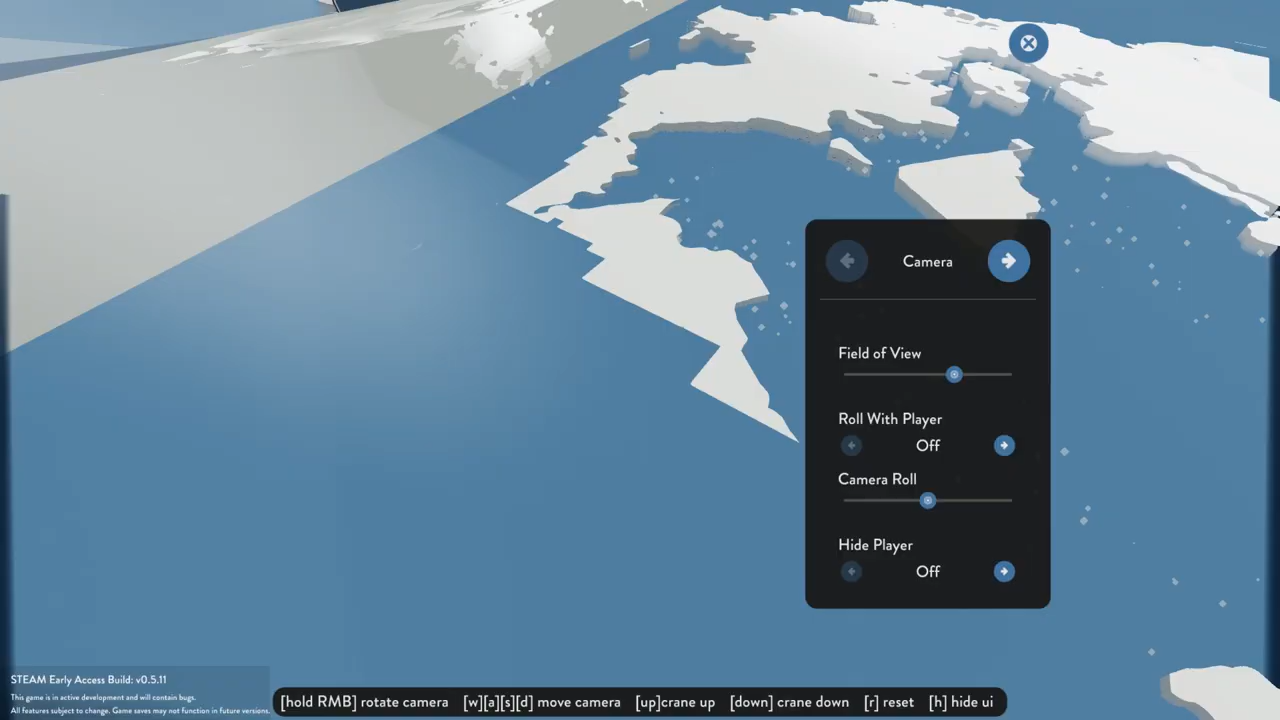 Camera
Field of View
Roll With Player
Off
Camera Roll
Hide Player
Off
STEAM Early Access Build: v0.5.11
This game is in active development and will contain bugs.
All features subject to change. Game saves may not function in future versions.
[hold RMB] rotate camera [w][a][s][d] move camera [up]crane up [down] crane down [r] reset [h] hide ui